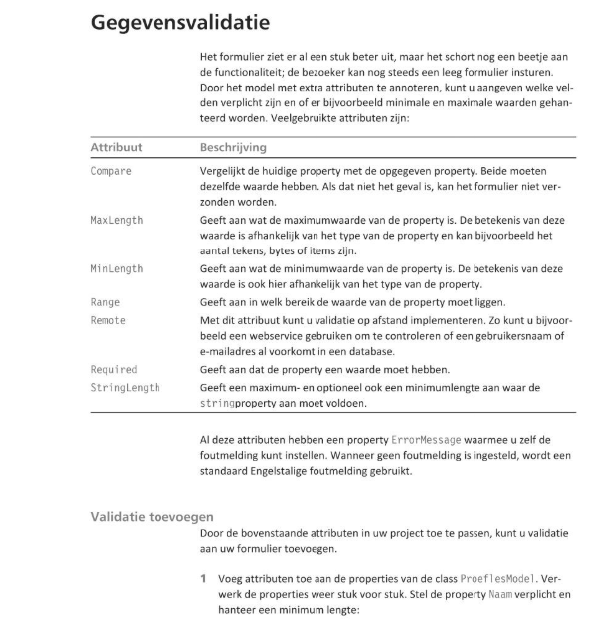 Gegevensvalidatie
Het formulier ziet er al een stuk beter uit, maar het schort nog een beetje aan
de functionaliteit; de bezoeker kan nog steeds een leeg formulier insturen.
Door het model met extra attributen te annoteren, kunt u aangeven welke vel-
den verplicht zijn en of er bijvoorbeeld minimale en maximale waarden gehan-
teerd worden. Veelgebruikte attributen zijn:
Attribuut Beschrijving
Compare Vergelijkt de huidige property met de opgegeven property. Beide moeten
dezelfde waarde hebben. Als dat niet het geval is, kan het formulier niet ver-
zonden worden.
MaxLength Geeft aan wat de maximumwaarde van de property is. De betekenis van deze
waarde is afhankelijk van het type van de property en kan bijvoorbeeld het
aantal tekens, bytes of items zijn.
MinLength Geeft aan wat de minimumwaarde van de property is. De betekenis van deze
waarde is ook hier afhankelijk van het type van de property.
Range Geeft aan in welk bereik de waarde van de property moet liggen.
Remote Met dit attribuut kunt u validatie op afstand implementeren. Zo kunt u bijvoor-
beeld een webservice gebruiken om te controleren of een gebruikersnaam of
e-mailadres al voorkomt in een database.
Required Geeft aan dat de property een waarde moet hebben.
StringLength Geeft een maximum- en optioneel ook een minimumlengte aan waar de
stringproperty aan moet voldoen.
Al deze attributen hebben een property ErrorMessage waarmee u zelf de
foutmelding kunt instellen. Wanneer geen foutmelding is ingesteld, wordt een
standaard Engelstalige foutmelding gebruikt.
Validatie toevoegen
Door de bovenstaande attributen in uw project toe te passen, kunt u validatie
aan uw formulier toevoegen.
1 Voeg attributen toe aan de properties van de class ProeflesModel. Ver-
werk de properties weer stuk voor stuk. Stel de property Naam verplicht en
hanteer een minimum lengte: